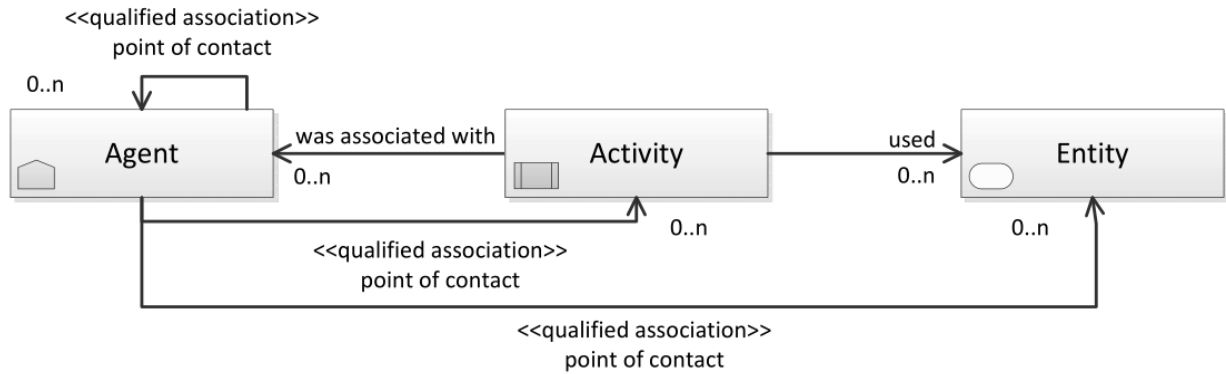 <<qualified association>>
point of contact
0..n
Agent
was associated with
0..n
Activity
used
0..n
Entity
0..n
0..n
<<qualified association>>
point of contact
<<qualified association>>
point of contact